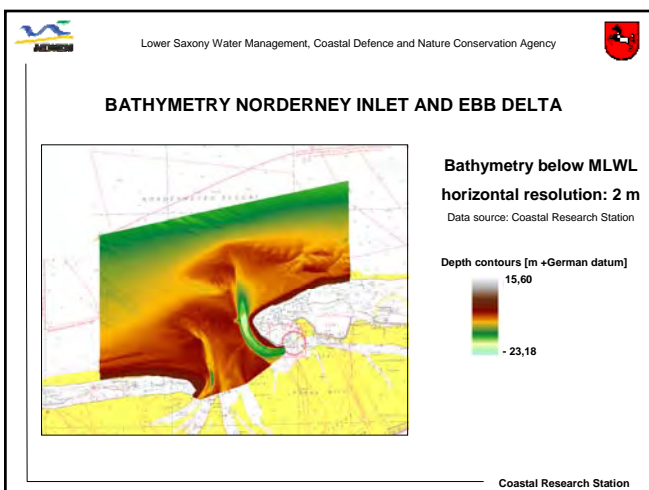 NLWKN
Lower Saxony Water Management, Coastal Defence and Nature Conservation Agency
BATHYMETRY NORDERNEY INLET AND EBB DELTA
Bathymetry below MLWL
horizontal resolution: 2 m
Data source: Coastal Research Station
Depth contours [m +German datum]
15,60
- 23,18
Coastal Research Station